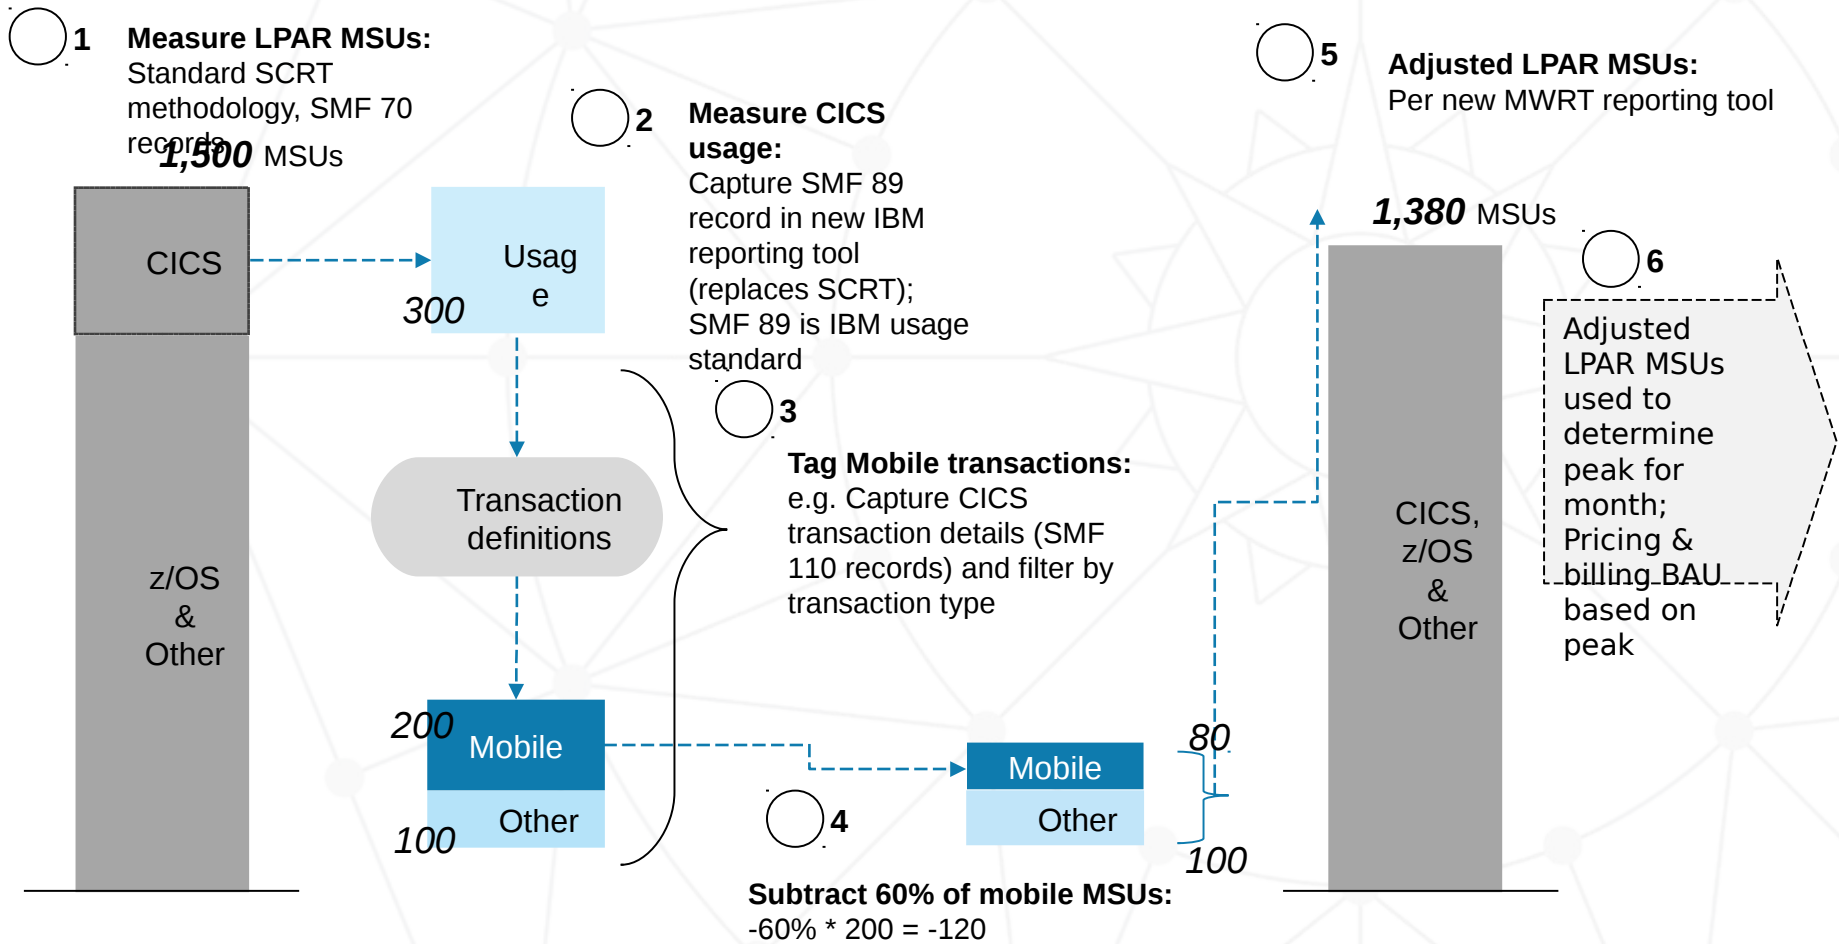 1
Measure LPAR MSUs:
Standard SCRT
methodology, SMF 70
records
1,500 MSUs
CICS
z/OS
&
Other
2
Measure CICS
usage:
Capture SMF 89
record in new IBM
reporting tool
(replaces SCRT);
SMF 89 is IBM usage
standard
Usag
e
300
3
Tag Mobile transactions:
e.g. Capture CICS
transaction details (SMF
110 records) and filter by
transaction type
Transaction
definitions
200
Mobile
Other
100
4
Subtract 60% of mobile MSUs:
-60% * 200 = -120
Mobile
Other
80
100
5
Adjusted LPAR MSUs:
Per new MWRT reporting tool
1,380 MSUs
CICS,
z/OS
&
Other
6
Adjusted
LPAR MSUs
used to
determine
peak for
month;
Pricing &
billing BAU
based on
peak